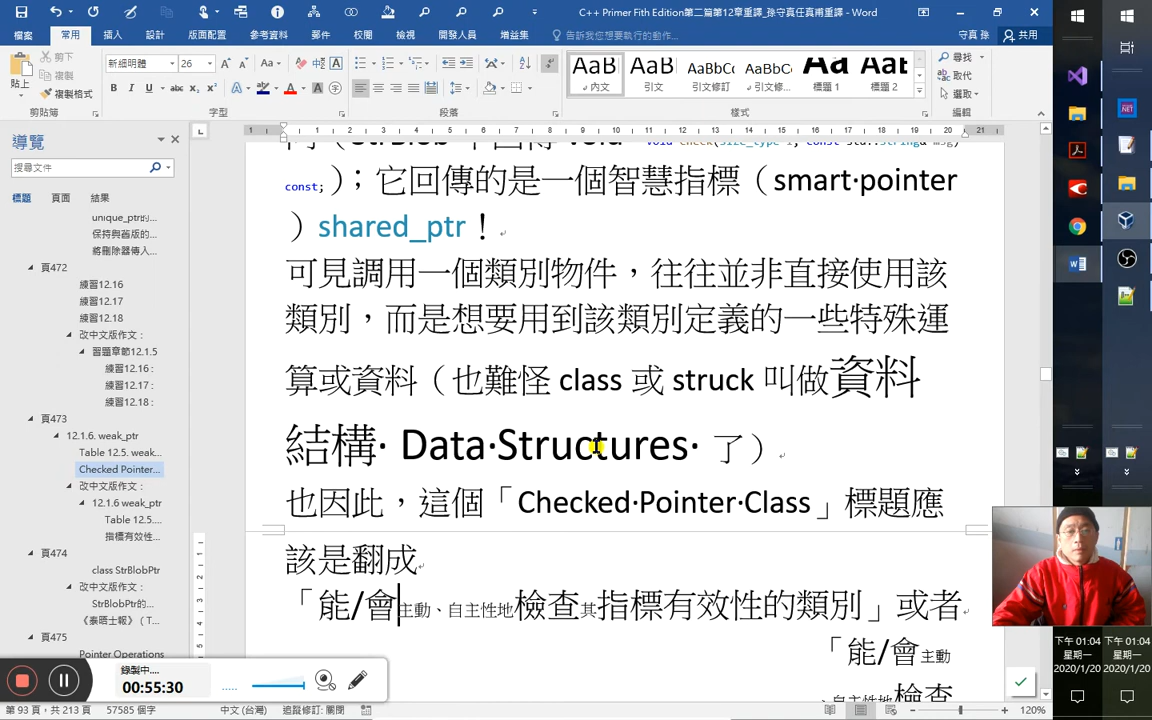 C++ Primer Fifth Edition第二篇第12章重譯_孫守真任真甫重譯 - Word
檔案 常用 插入 設計 版面配置 參考資料 郵件 校閱 檢視 開發人員 增益集 告訴我您想要執行的動作... 守真 孫 共用
貼上 剪下 複製 複製格式
新細明體 26
AaB 內文 AaB 引文 AaBbCc 引文修訂 AaBbC 引文修... AaB 標題 1 AaB 標題 2
尋找 取代 選取
剪貼簿 字型 段落 樣式 編輯
導覽
搜尋文件
標題 頁面 結果
unique_ptr的...
保持與舊版的...
將刪除器傳入...
頁472
練習12.16
練習12.17
練習12.18
改中文版作文：
習題章節12.1.5
練習12.16：
練習12.17：
練習12.18：
頁473
12.1.6. weak_ptr
Table 12.5. weak...
Checked Pointer...
改中文版作文：
12.1.6 weak_ptr
Table 12.5....
指標有效性...
頁474
class StrBlobPtr
改中文版作文：
StrBlobPtr的...
頁475
Pointer Operations
const;）；它回傳的是一個智慧指標（smart·pointer
）shared_ptr！
可見調用一個類別物件，往往並非直接使用該
類別，而是想要用到該類別定義的一些特殊運
算或資料（也難怪 class 或 struck 叫做資料
結構· Data·Structures· 了）
也因此，這個「Checked·Pointer·Class」標題應
該是翻成
「能/會主動、自主性地檢查其指標有效性的類別」或者
「能/會主動
、自主性地檢查
錄製中...
00:55:30
第 93 頁，共 213 頁 57585 個字 中文 (台灣) 追蹤修訂: 關閉 120%
下午 01:04 下午 01:04
星期一 星期一
2020/1/20 2020/1/20